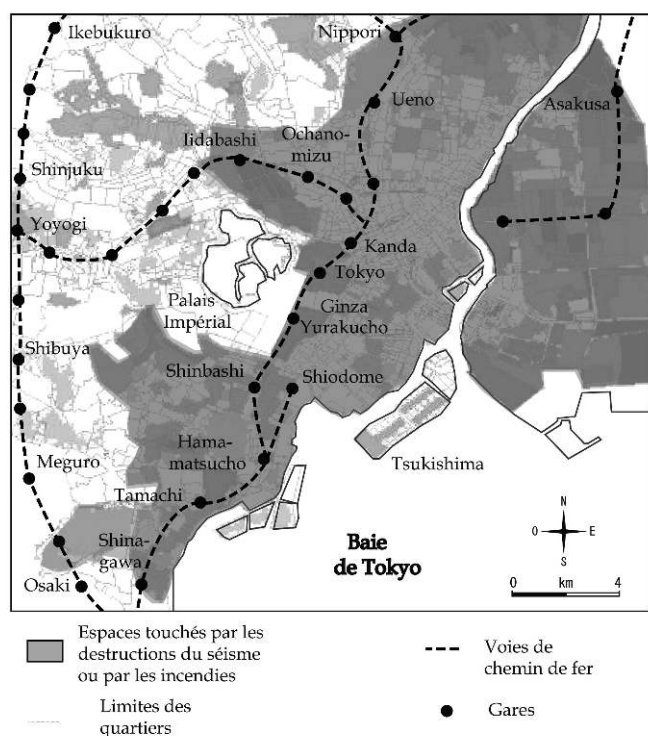 Ikebukuro
Nippori
Ueno
Asakusa
Iidabashi
Ochano-
mizu
Shinjuku
Yoyogi
Kanda
Tokyo
Palais
Impérial
Ginza
Yurakucho
Shibuya
Shinbashi
Shiodome
Hama-
matsucho
Meguro
Tsukishima
Tamachi
Shina-
gawa
Osaki
Baie
de Tokyo
N
O
E
S
0
km
4
Espaces touchés par les
destructions du séisme
ou par les incendies
Limites des
quartiers
Voies de
chemin de fer
Gares